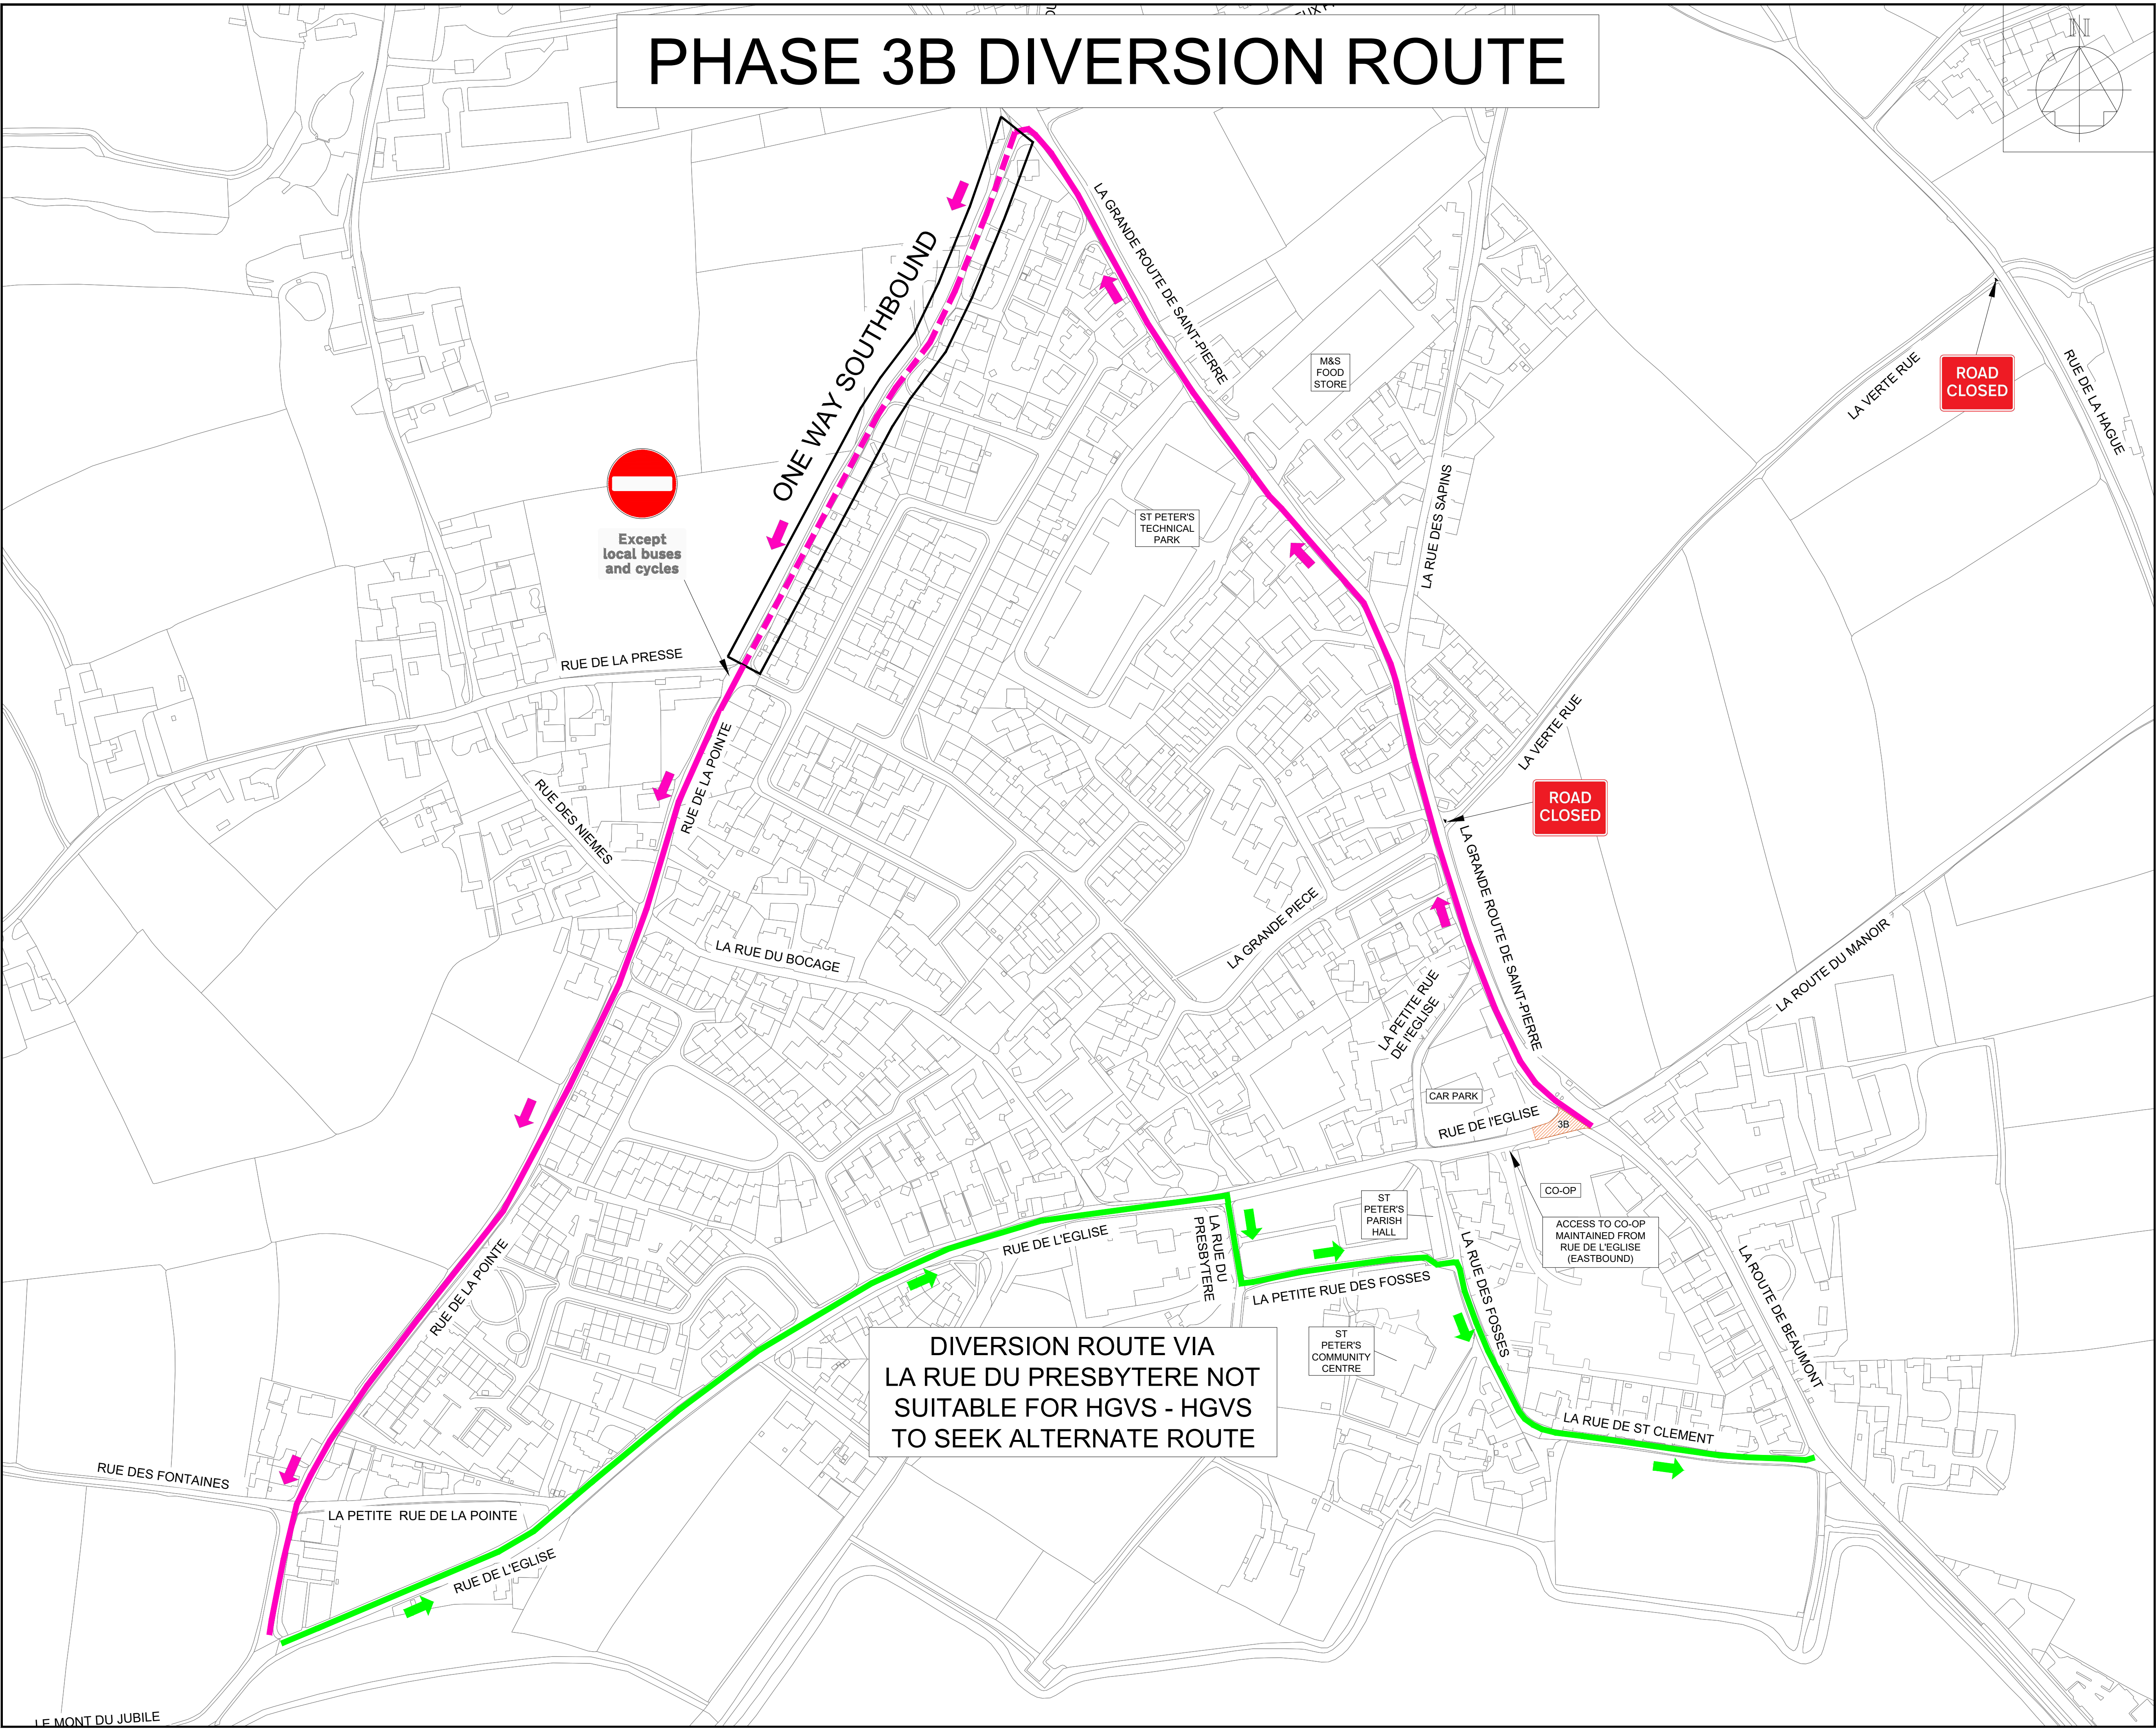 PHASE 3B DIVERSION ROUTE
N
LA GRANDE ROUTE DE SAINT-PIERRE
ONE WAY SOUTHBOUND
M&S
FOOD
STORE
LA VERTE RUE
ROAD
CLOSED
RUE DE LA HAGUE
Except
local buses
and cycles
ST PETER'S
TECHNICAL
PARK
LA RUE DES SAPINS
RUE DE LA PRESSE
RUE DE LA POINTE
RUE DES NIEMES
LA VERTE RUE
ROAD
CLOSED
LA GRANDE ROUTE DE SAINT-PIERRE
LA GRANDE PIECE
LA RUE DU BOCAGE
LA PETITE RUE
DE l'EGLISE
LA ROUTE DU MANOIR
CAR PARK
RUE DE l'EGLISE
3B
CO-OP
ST
PETER'S
PARISH
HALL
ACCESS TO CO-OP
MAINTAINED FROM
RUE DE L'EGLISE
(EASTBOUND)
RUE DE L'EGLISE
LA RUE DU
PRESBYTERE
LA PETITE RUE DES FOSSES
LA RUE DES FOSSES
LA ROUTE DE BEAUMONT
RUE DE LA POINTE
DIVERSION ROUTE VIA
LA RUE DU PRESBYTERE NOT
SUITABLE FOR HGVS - HGVS
TO SEEK ALTERNATE ROUTE
ST
PETER'S
COMMUNITY
CENTRE
LA RUE DE ST CLEMENT
RUE DES FONTAINES
LA PETITE RUE DE LA POINTE
RUE DE L'EGLISE
LE MONT DU JUBILE